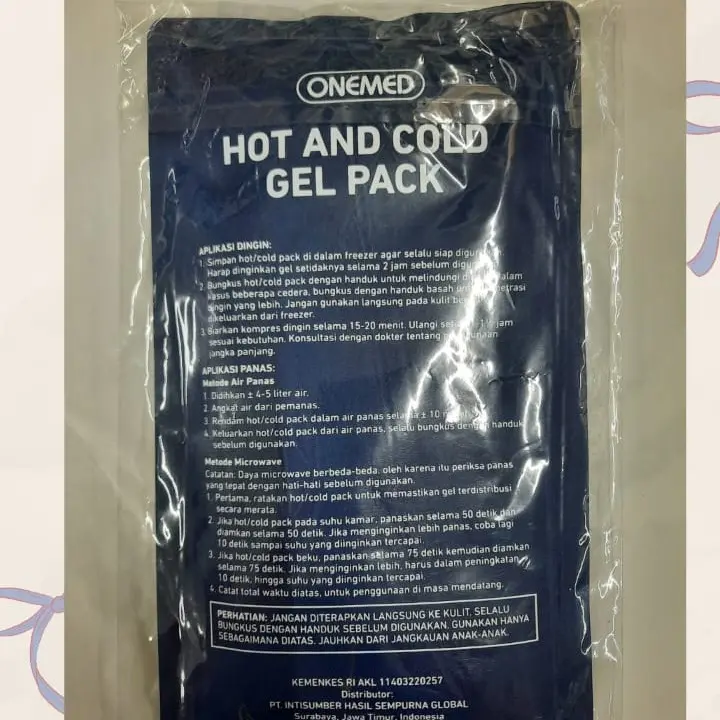 ONEMED
HOT AND COLD
GEL PACK
APLIKASI DINGIN:
1. Simpan hot/cold pack di dalam freezer agar selalu siap
Harap dinginkan gel setidaknya selama 2 jam sebelum
2. Bungkus hot/cold pack dengan handuk untuk melindungi
kasus beberapa cedera, bungkus dengan handuk basah
dingin yang lebih. Jangan gunakan langsung pada kulit
dikeluarkan dari freezer.
3. Biarkan kompres dingin selama 15-20 menit. Ulangi
sesuai kebutuhan. Konsultasi dengan dokter tentang
jangka panjang.
APLIKASI PANAS:
Metode Air Panas
1. Didihkan ± 4-5 liter air.
2. Angkat air dari pemanas.
3. Rendam hot/cold pack dalam air panas selama ± 10
4. Keluarkan hot/cold pack dari air panas, selalu bungkus dengan handuk
sebelum digunakan.
Metode Microwave
Catatan: Daya microwave berbeda-beda, oleh karena itu periksa panas
yang tepat dengan hati-hati sebelum digunakan.
1. Pertama, ratakan hot/cold pack untuk memastikan gel terdistribusi
secara merata.
2. Jika hot/cold pack pada suhu kamar, panaskan selama 50 detik dan
diamkan selama 50 detik. Jika menginginkan lebih panas, coba lagi
10 detik sampai suhu yang diinginkan tercapai.
3. Jika hot/cold pack beku, panaskan selama 75 detik kemudian diamkan
selama 75 detik. Jika menginginkan lebih, harus dalam peningkatan
10 detik, hingga suhu yang diinginkan tercapai.
4. Catat total waktu diatas, untuk penggunaan di masa mendatang.
PERHATIAN: JANGAN DITERAPKAN LANGSUNG KE KULIT. SELALU
BUNGKUS DENGAN HANDUK SEBELUM DIGUNAKAN. GUNAKAN HANYA
SEBAGAIMANA DIATAS. JAUHKAN DARI JANGKAUAN ANAK-ANAK.
KEMENKES RI AKL 11403220257
Distributor:
PT. INTISUMBER HASIL SEMPURNA GLOBAL
Surabaya, Jawa Timur, Indonesia